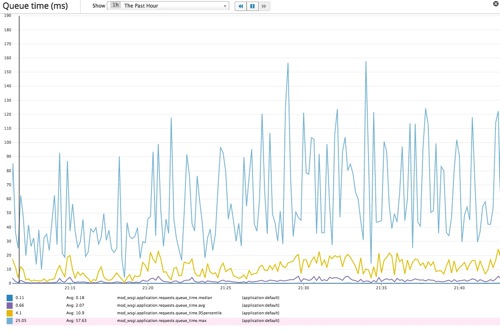 Queue time (ms)
Show 1h The Past Hour
190
180
170
160
150
140
130
120
110
100
90
80
70
60
50
40
30
20
10
0
21:15 21:20 21:25 21:30 21:35 21:40
0.11 Avg: 0.18 mod_wsgi.application.requests.queue_time.median (application:default)
0.66 Avg: 2.07 mod_wsgi.application.requests.queue_time.avg (application:default)
4.1 Avg: 10.9 mod_wsgi.application.requests.queue_time.95percentile (application:default)
25.05 Avg: 57.63 mod_wsgi.application.requests.queue_time.max (application:default)